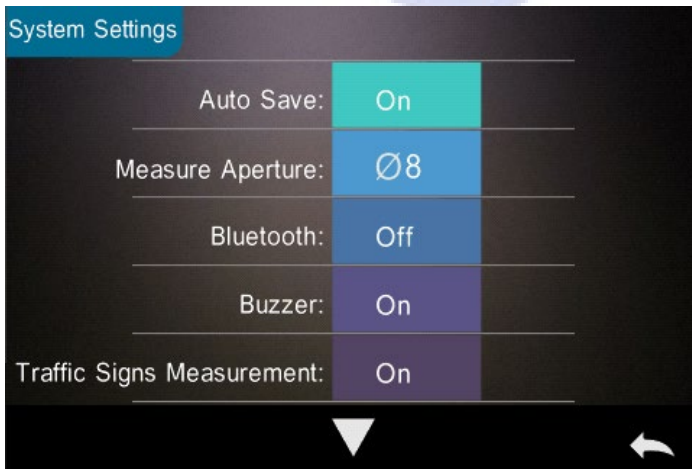 System Settings
Auto Save: On
Measure Aperture: Ø8
Bluetooth: Off
Buzzer: On
Traffic Signs Measurement: On